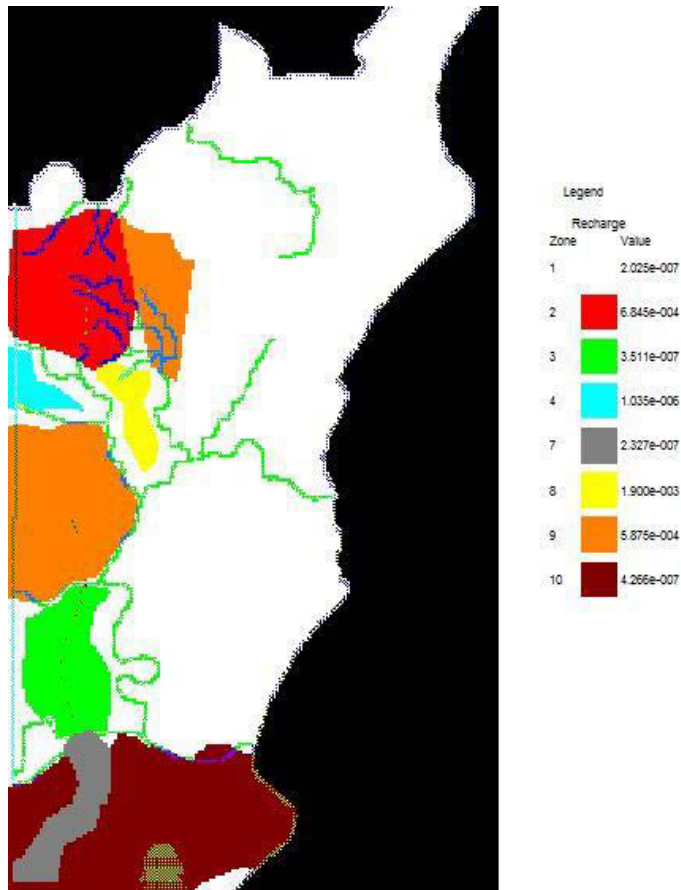 Legend
Recharge
Zone Value
1 2.025e-007
2 6.845e-004
3 3.511e-007
4 1.035e-006
7 2.327e-007
8 1.900e-003
9 5.875e-004
10 4.266e-007